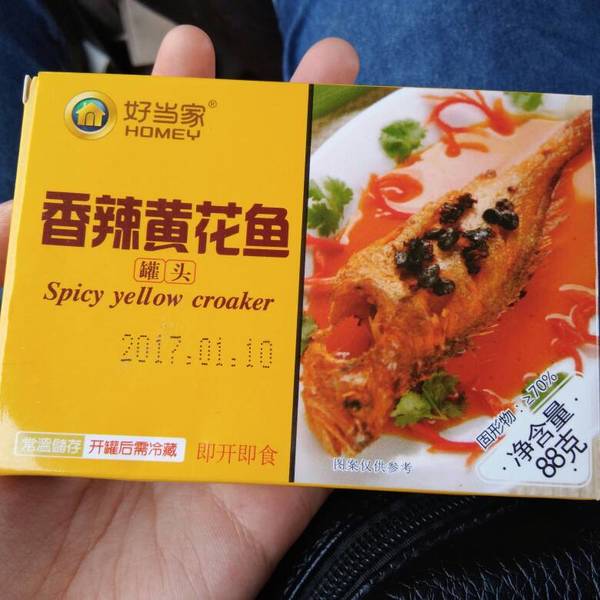 好当家®
HOMEY
香辣黄花鱼
罐头
Spicy yellow croaker
2017.01.10
常温儲存 开罐后需冷藏 即开即食
图案仅供参考
固形物：≥70%
·净含量·
88克